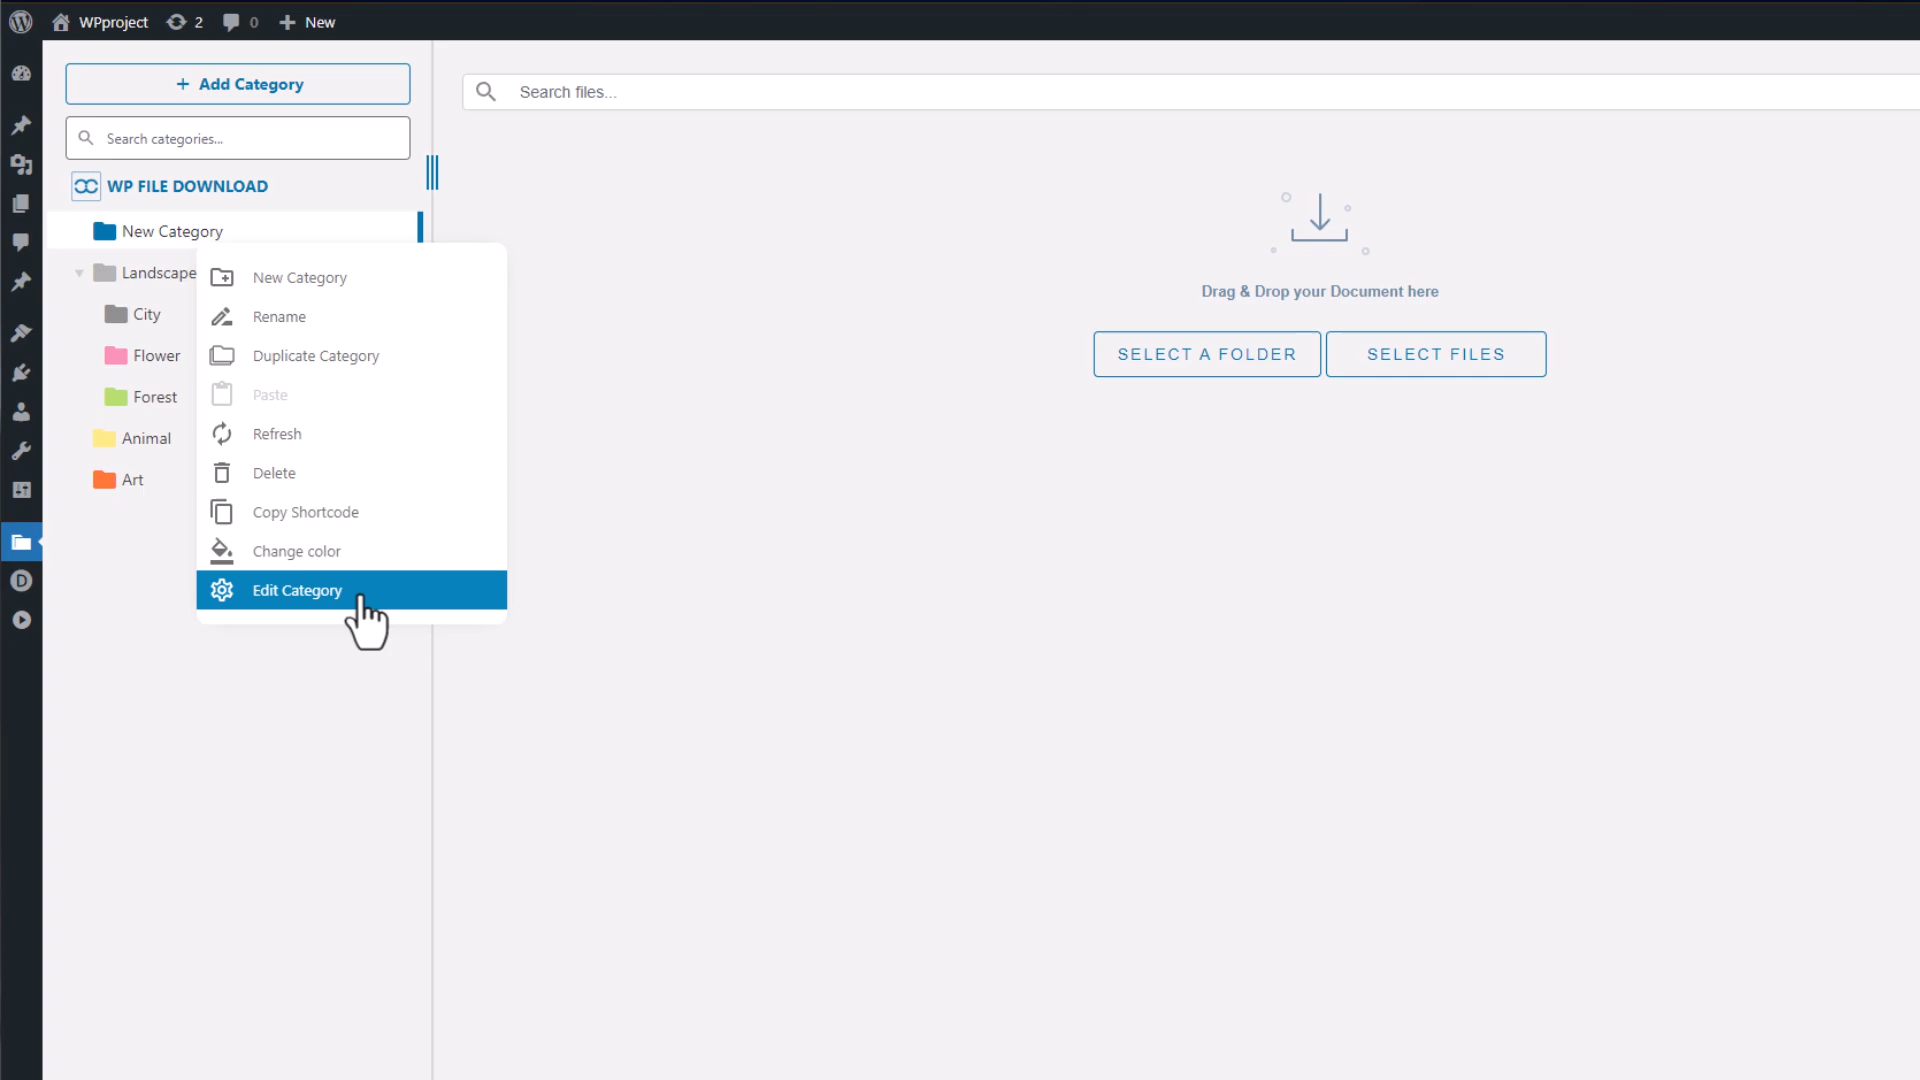 WPproject 2 0 New
+ Add Category
Search categories...
WP FILE DOWNLOAD
New Category
Landscape
City
Flower
Forest
Animal
Art
New Category
Rename
Duplicate Category
Paste
Refresh
Delete
Copy Shortcode
Change color
Edit Category
Search files...
Drag & Drop your Document here
SELECT A FOLDER
SELECT FILES